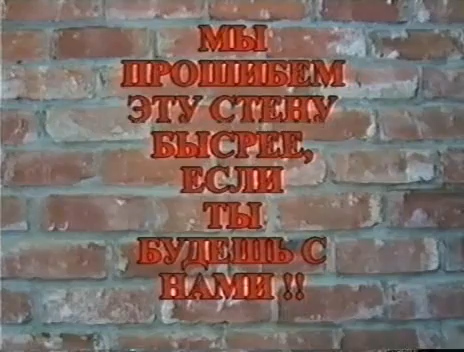 МЫ
ПРОШИБЕМ
ЭТУ СТЕНУ
БЫСРЕЕ,
ЕСЛИ
ТЫ
БУДЕШЬ С
НАМИ !!